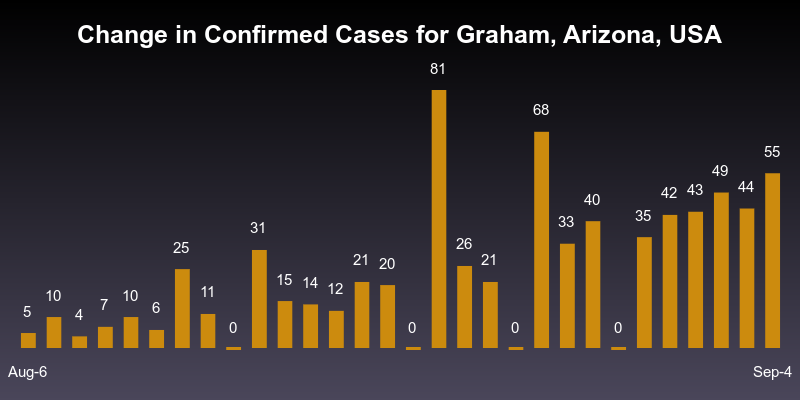 Change in Confirmed Cases for Graham, Arizona, USA
5 10 4 7 10 6 25 11 0 31 15 14 12 21 20 0 81 26 21 0 68 33 40 0 35 42 43 49 44 55
Aug-6 Sep-4